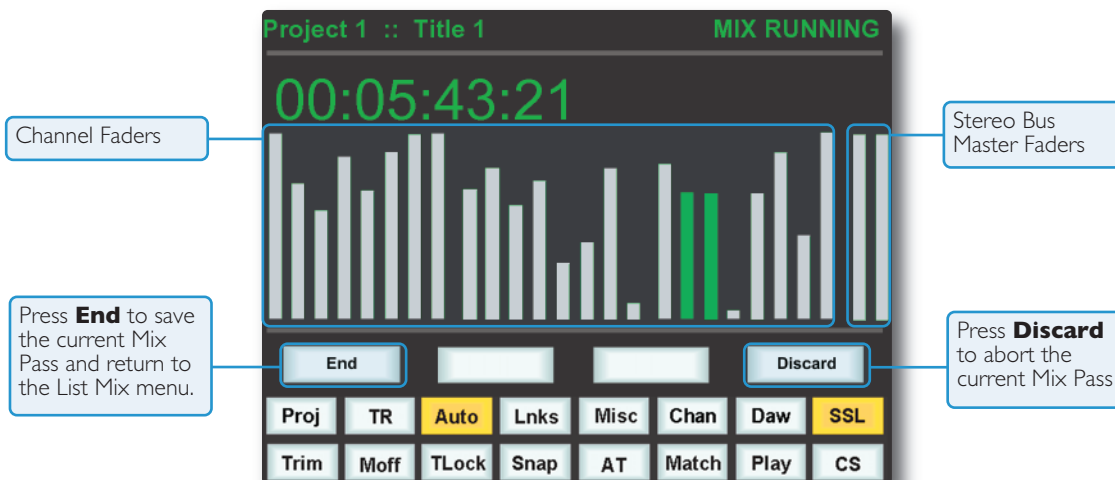 Project 1 :: Title 1 MIX RUNNING
00:05:43:21
Channel Faders
Stereo Bus
Master Faders
Press End to save
the current Mix
Pass and return to
the List Mix menu.
Press Discard
to abort the
current Mix Pass
End Discard
Proj TR Auto Lnks Misc Chan Daw SSL
Trim Moff TLock Snap AT Match Play CS